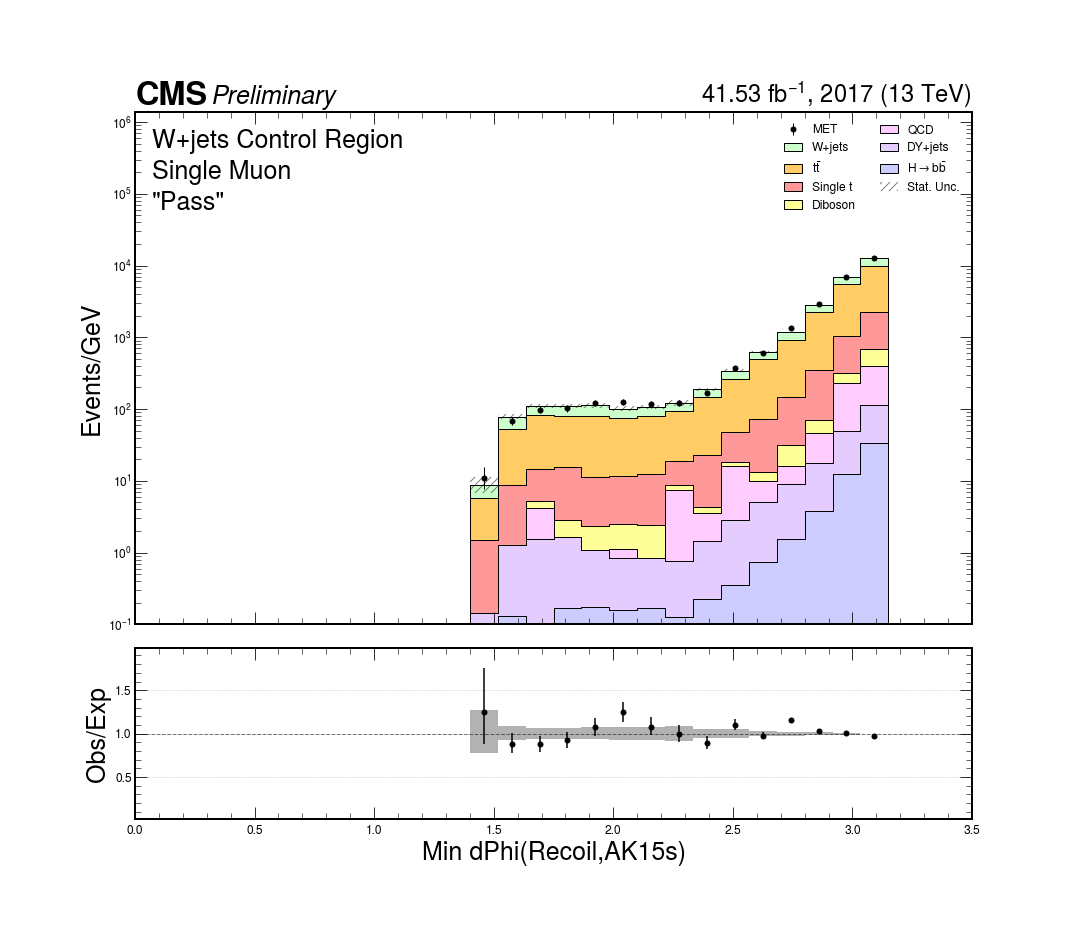 CMS Preliminary
41.53 fb⁻¹, 2017 (13 TeV)
W+jets Control Region
Single Muon
"Pass"
MET
W+jets
tt̄
Single t
Diboson
QCD
DY+jets
H→bb̄
Stat. Unc.
Events/GeV
10⁶
10⁵
10⁴
10³
10²
10¹
10⁰
10⁻¹
Obs/Exp
1.5
1.0
0.5
0.0 0.5 1.0 1.5 2.0 2.5 3.0 3.5
Min dPhi(Recoil,AK15s)